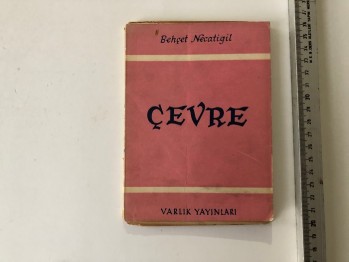 Behçet Necatigil
ÇEVRE
VARLIK YAYINLARI